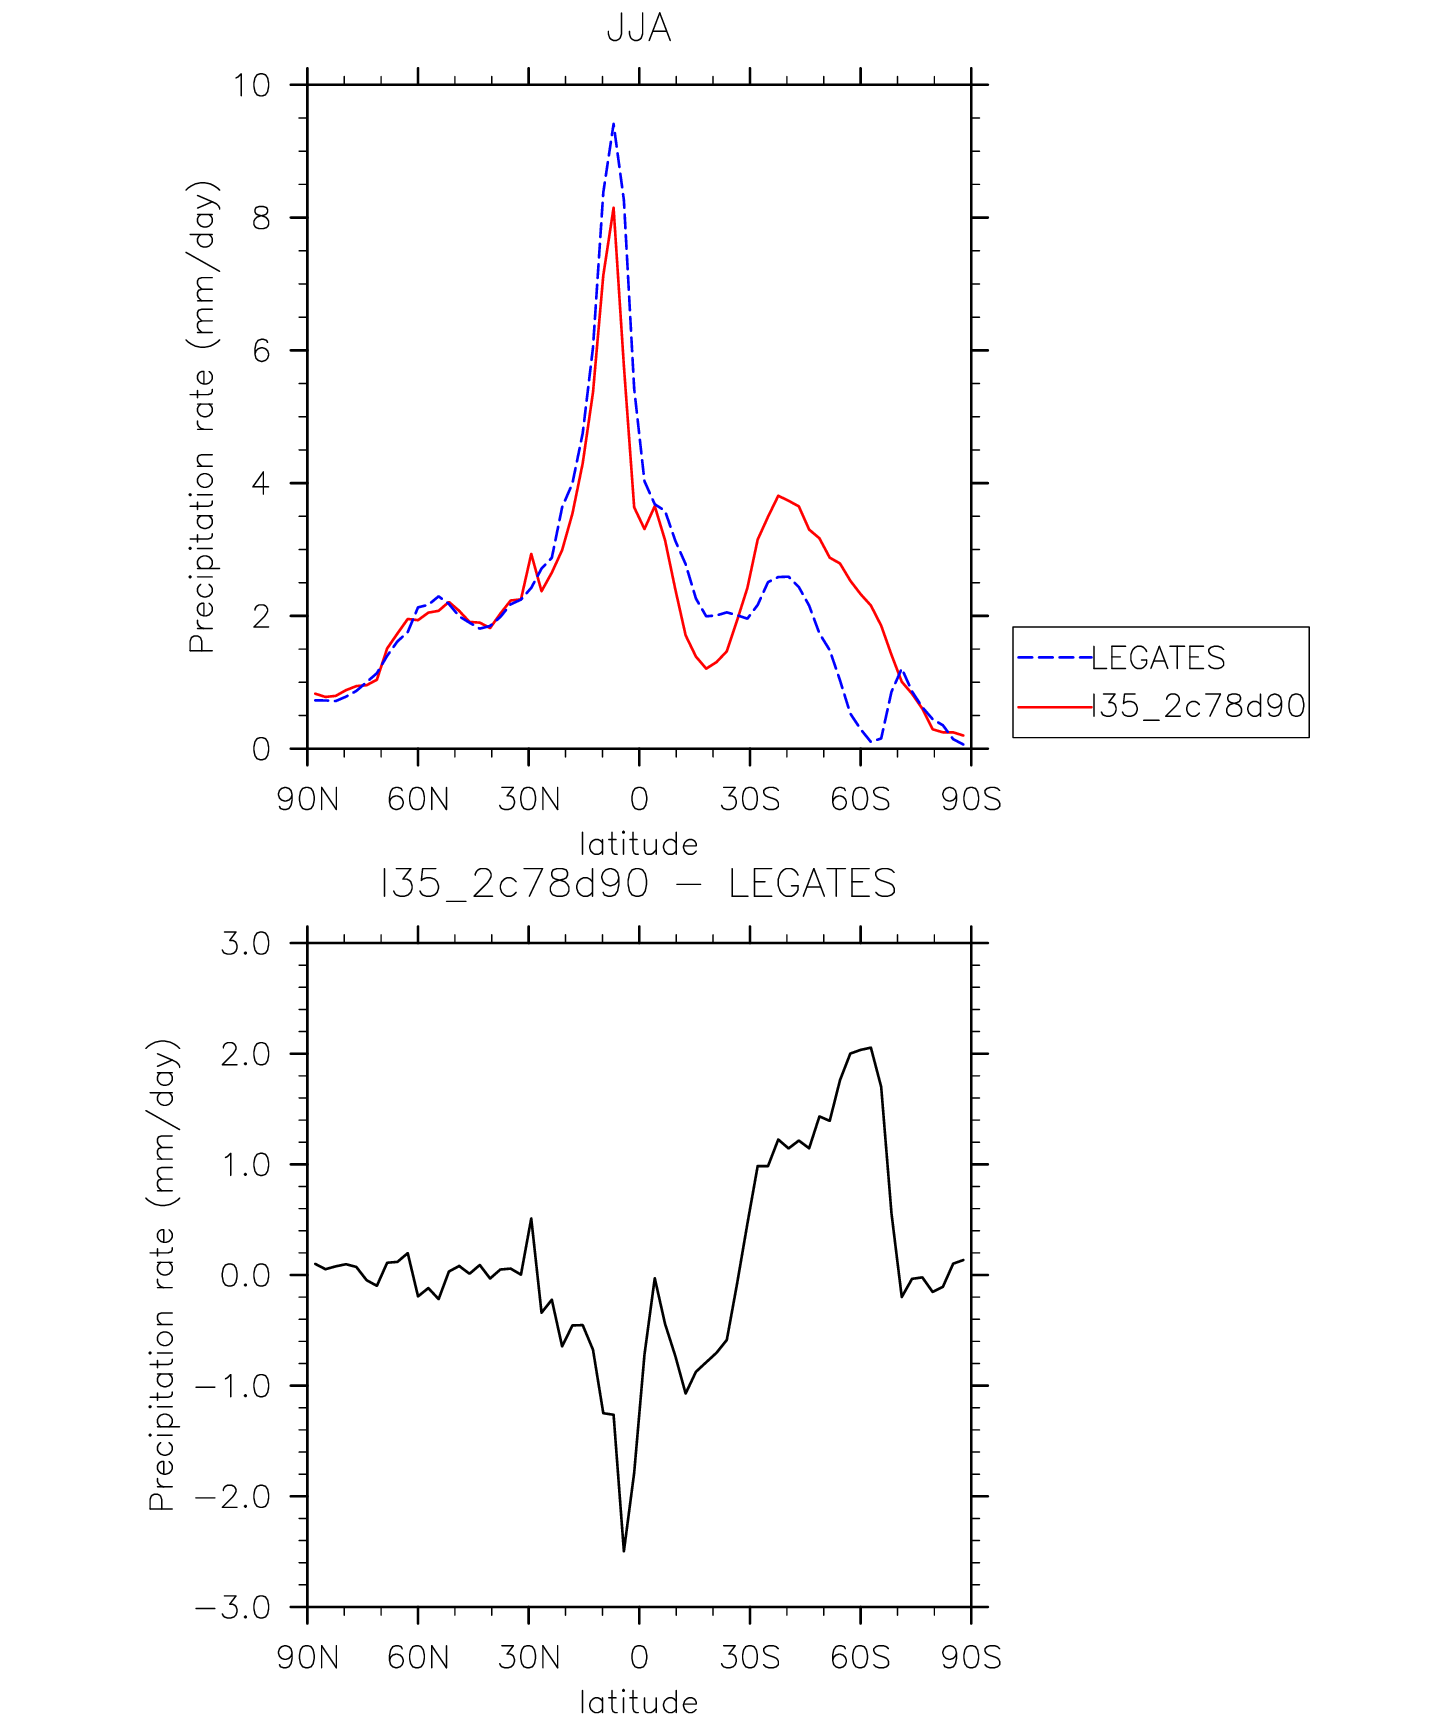 JJA
10
8
6
4
2
0
Precipitation rate (mm/day)
90N 60N 30N 0 30S 60S 90S
latitude
LEGATES
I35_2c78d90
I35_2c78d90 − LEGATES
3.0
2.0
1.0
0.0
−1.0
−2.0
−3.0
Precipitation rate (mm/day)
90N 60N 30N 0 30S 60S 90S
latitude